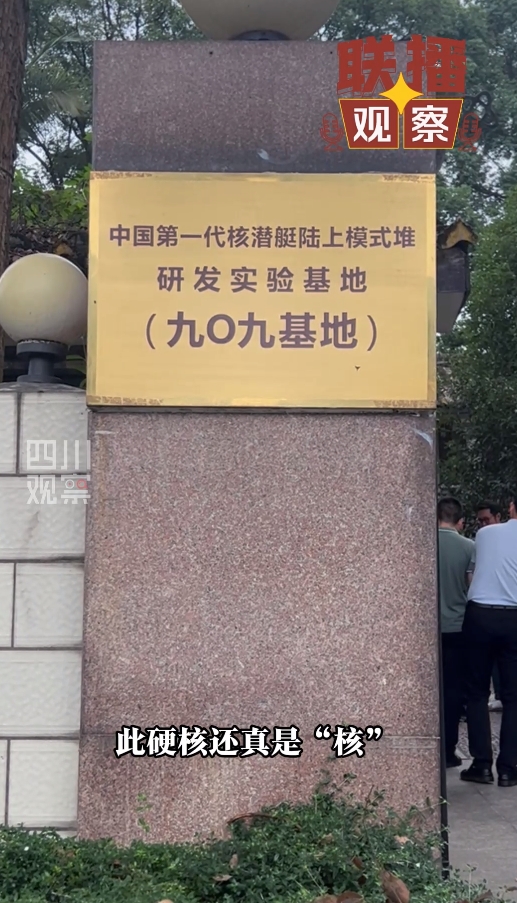 联播
观察
中国第一代核潜艇陆上模式堆
研发实验基地
（九O九基地）
四川
观察
此硬核还真是“核”